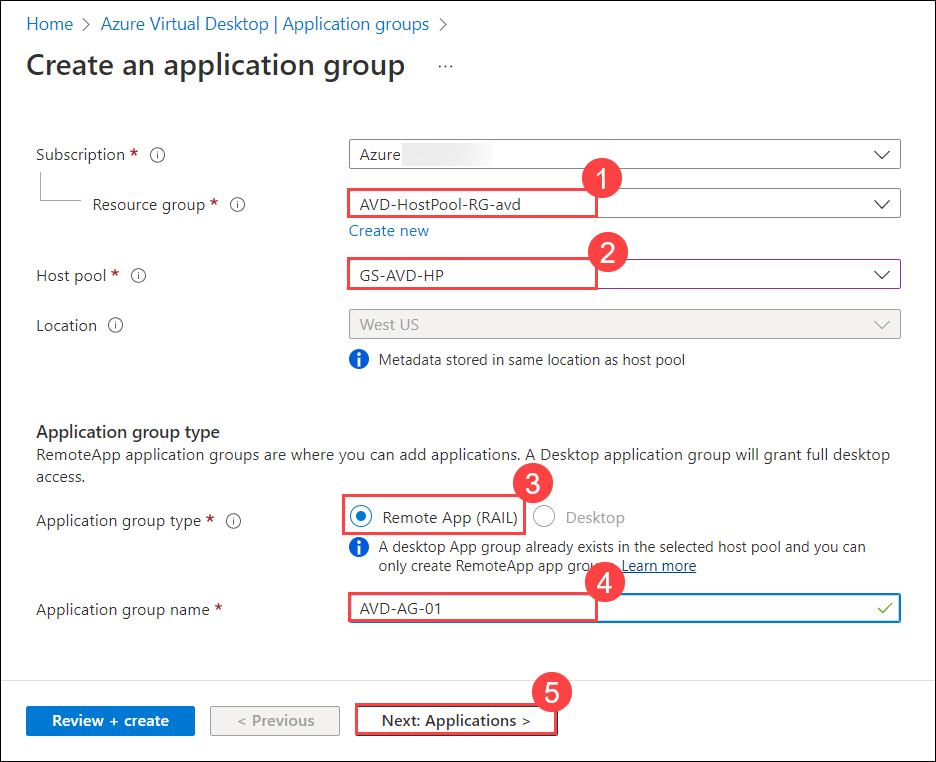 Home > Azure Virtual Desktop | Application groups >
Create an application group ...
Subscription *
Azure
1
Resource group *
AVD-HostPool-RG-avd
Create new
2
Host pool *
GS-AVD-HP
Location
West US
Metadata stored in same location as host pool
Application group type
RemoteApp application groups are where you can add applications. A Desktop application group will grant full desktop
access.
3
Application group type *
Remote App (RAIL)
Desktop
A desktop App group already exists in the selected host pool and you can
only create RemoteApp app Learn more
4
Application group name *
AVD-AG-01
5
Review + create
< Previous
Next: Applications >